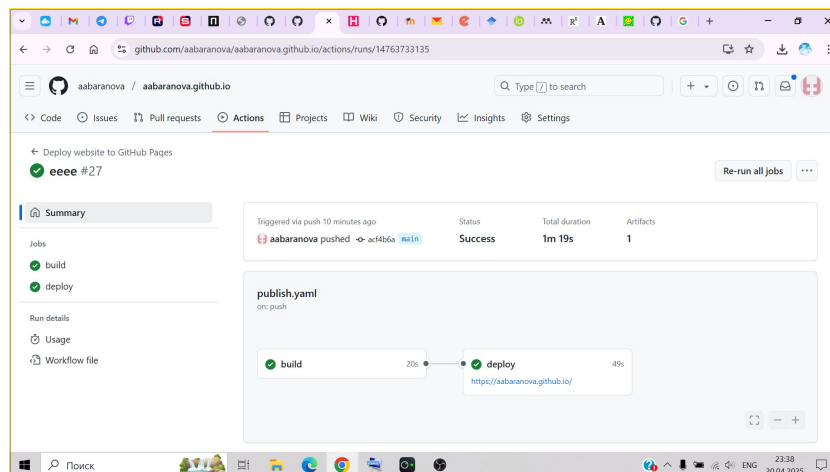 github.com/aabaranova/aabaranova.github.io/actions/runs/14763733135
aabaranova / aabaranova.github.io
Type / to search
Code Issues Pull requests Actions Projects Wiki Security Insights Settings
← Deploy website to GitHub Pages
eeee #27
Re-run all jobs
Summary
Jobs
build
deploy
Run details
Usage
Workflow file
Triggered via push 10 minutes ago
aabaranova pushed acf4b6a main
Status
Success
Total duration
1m 19s
Artifacts
1
publish.yaml
on: push
build 20s
deploy 49s
https://aabaranova.github.io/
Поиск
ENG
23:38
30.04.2025